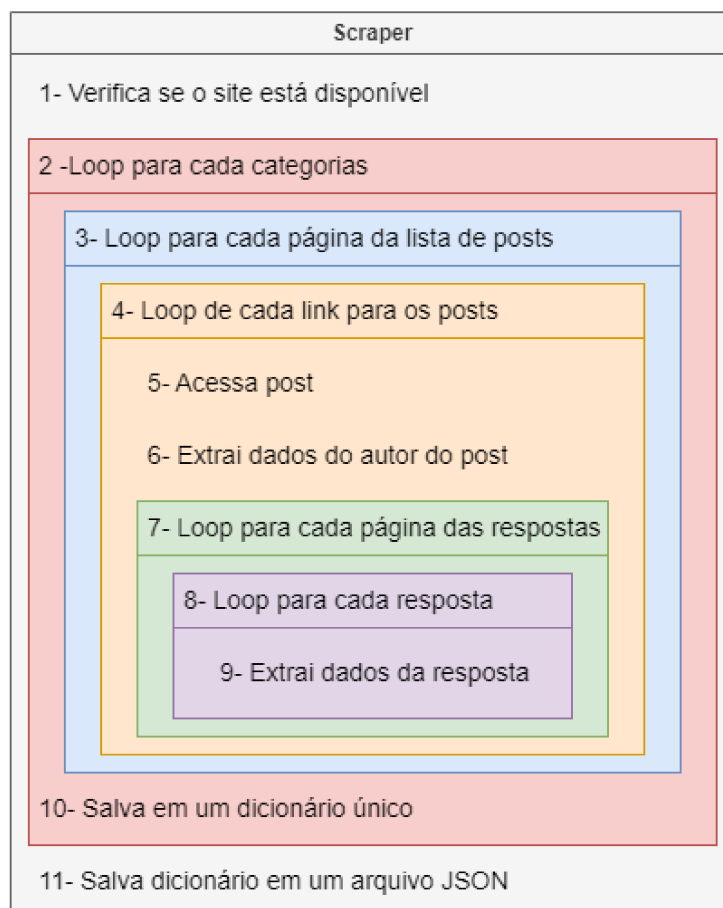 Scraper
1- Verifica se o site está disponível
2 -Loop para cada categorias
3- Loop para cada página da lista de posts
4- Loop de cada link para os posts
5- Acessa post
6- Extrai dados do autor do post
7- Loop para cada página das respostas
8- Loop para cada resposta
9- Extrai dados da resposta
10- Salva em um dicionário único
11- Salva dicionário em um arquivo JSON